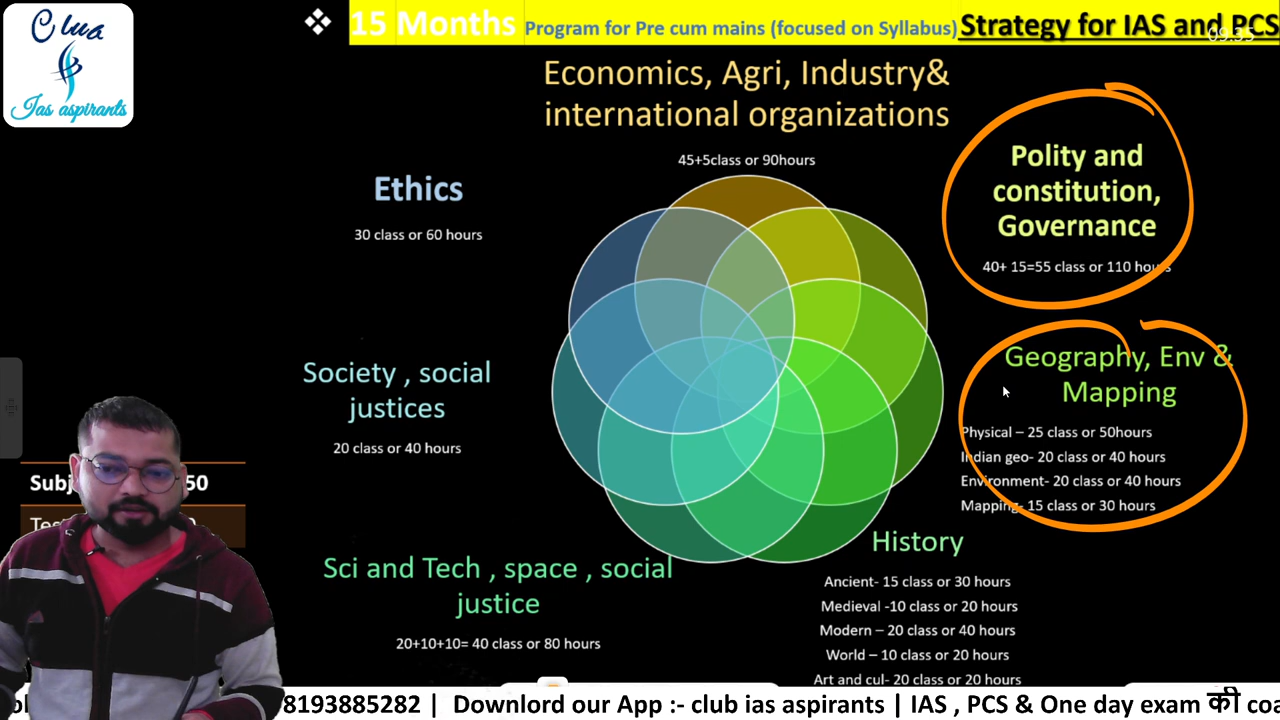 Clua
Ias aspirants
❖ 15 Months Program for Pre cum mains (focused on Syllabus) Strategy for IAS and PCS
09:35
Economics, Agri, Industry&
international organizations
45+5class or 90hours
Polity and
constitution,
Governance
40+ 15=55 class or 110 hours
Ethics
30 class or 60 hours
Geography, Env &
Mapping
Physical – 25 class or 50hours
Indian geo- 20 class or 40 hours
Environment- 20 class or 40 hours
Mapping- 15 class or 30 hours
Society , social
justices
20 class or 40 hours
50
History
Ancient- 15 class or 30 hours
Medieval -10 class or 20 hours
Modern – 20 class or 40 hours
World – 10 class or 20 hours
Art and cul- 20 class or 20 hours
Sci and Tech , space , social
justice
20+10+10= 40 class or 80 hours
78193885282 | Downlord our App :- club ias aspirants | IAS , PCS & One day exam की coa